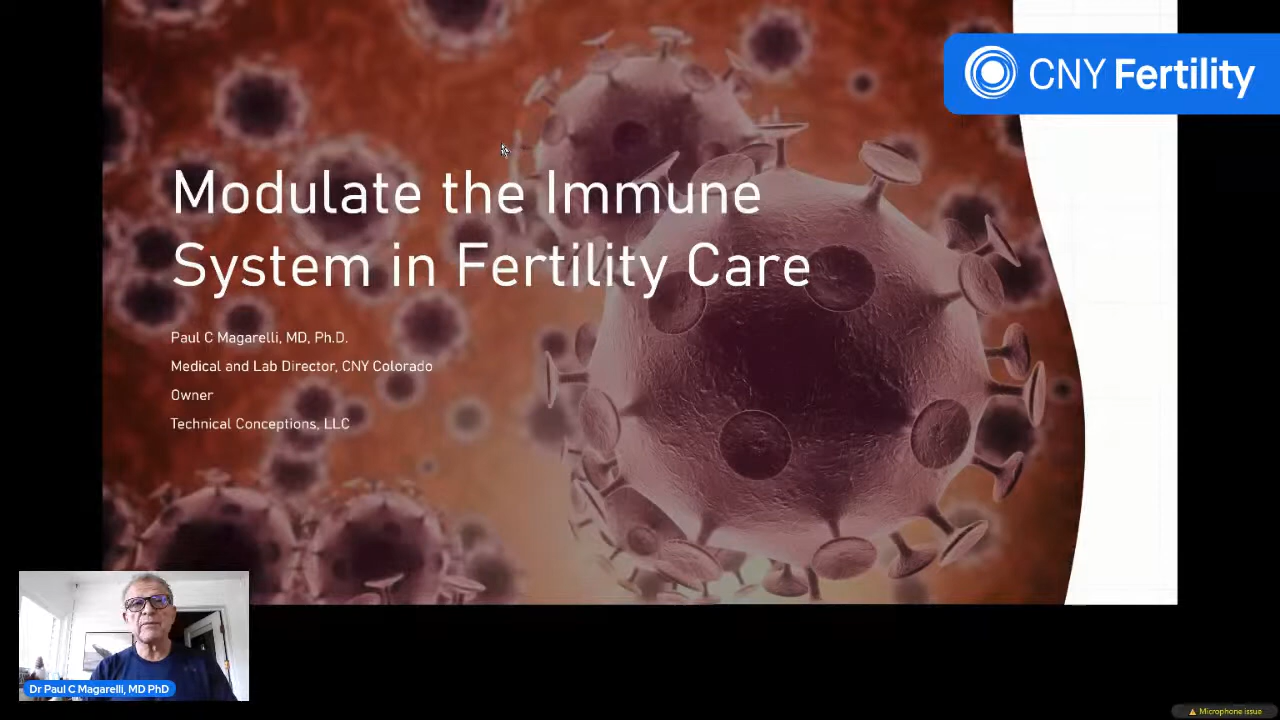 CNY Fertility
Modulate the Immune
System in Fertility Care
Paul C Magarelli, MD, Ph.D.
Medical and Lab Director, CNY Colorado
Owner
Technical Conceptions, LLC
Dr Paul C Magarelli, MD PhD
Microphone issue